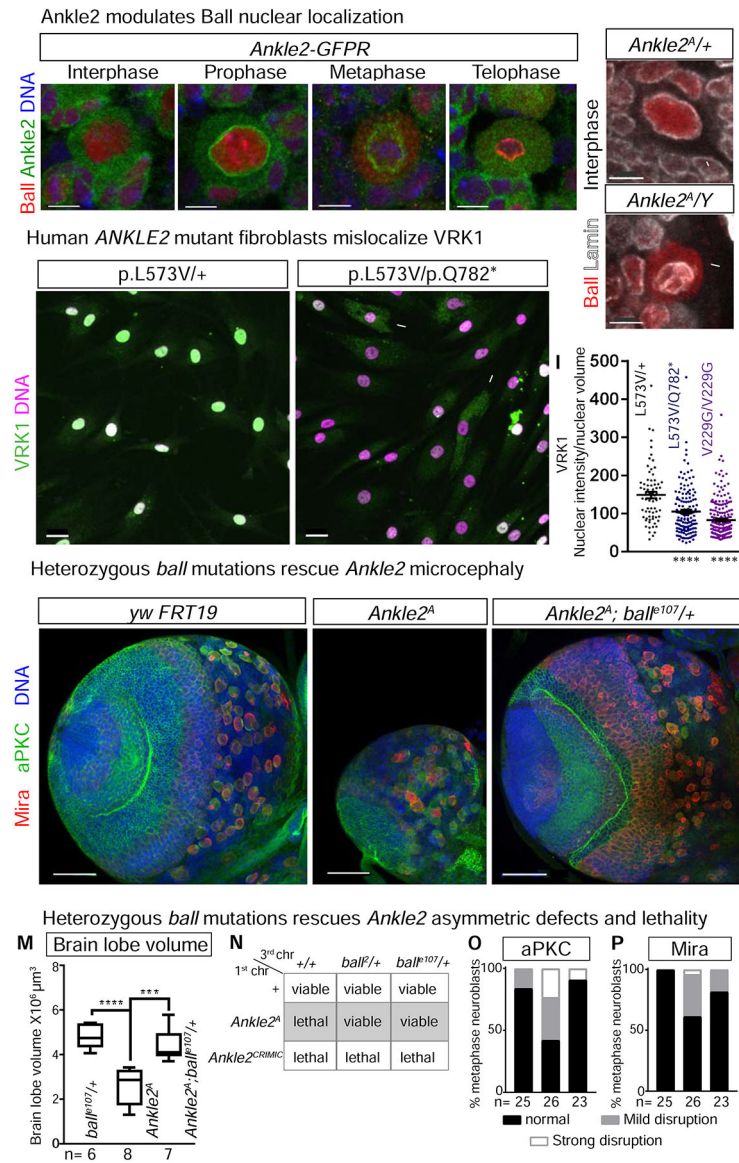 Ankle2 modulates Ball nuclear localization
Ankle2-GFPR
Interphase Prophase Metaphase Telophase
Ball Ankle2 DNA
Ankle2A/+
Interphase
Ankle2A/Y
Ball Lamin
Human ANKLE2 mutant fibroblasts mislocalize VRK1
p.L573V/+
p.L573V/p.Q782*
VRK1 DNA
I
VRK1
Nuclear intensity/nuclear volume
500
400
300
200
100
0
L573V/+
L573V/Q782*
V229G/V229G
**** ****
Heterozygous ball mutations rescue Ankle2 microcephaly
yw FRT19
Ankle2A
Ankle2A; balle107/+
Mira aPKC DNA
Heterozygous ball mutations rescues Ankle2 asymmetric defects and lethality
M Brain lobe volume
Brain lobe volume X10⁶ µm³
8
6
4
2
0
**** ***
balle107/+
Ankle2A
Ankle2A;balle107/+
n= 6 8 7
N
3rd chr
1st chr
+/+ ball2/+ balle107/+
+ viable viable viable
Ankle2A lethal viable viable
Ankle2CRIMIC lethal lethal lethal
O aPKC
% metaphase neuroblasts
100
50
0
n= 25 26 23
P Mira
% metaphase neuroblasts
100
50
0
n= 25 26 23
normal Mild disruption
Strong disruption